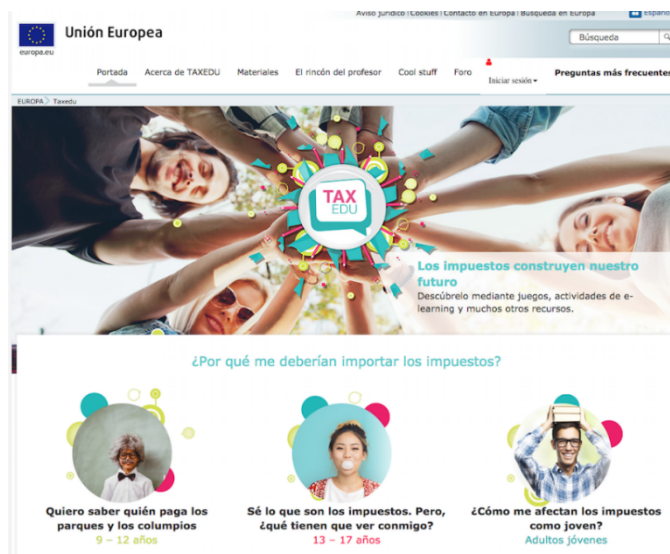 Aviso jurídico | Cookies | Contacto en Europa | Búsqueda en Europa Español
Unión Europea
europa.eu
Búsqueda
Portada Acerca de TAXEDU Materiales El rincón del profesor Cool stuff Foro Iniciar sesión Preguntas más frecuentes
EUROPA Taxedu
TAX
EDU
Los impuestos construyen nuestro
futuro
Descúbrelo mediante juegos, actividades de e-
learning y muchos otros recursos.
¿Por qué me deberían importar los impuestos?
Quiero saber quién paga los
parques y los columpios
9 – 12 años
Sé lo que son los impuestos. Pero,
¿qué tienen que ver conmigo?
13 – 17 años
¿Cómo me afectan los impuestos
como joven?
Adultos jóvenes